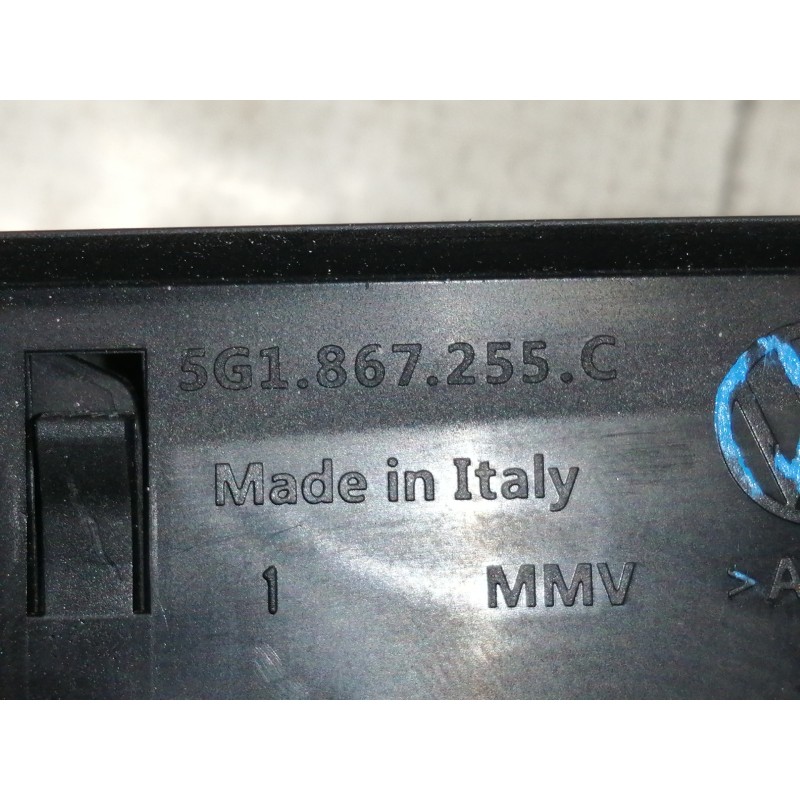 5G1.867.255.C
Made in Italy
1 MMV >A